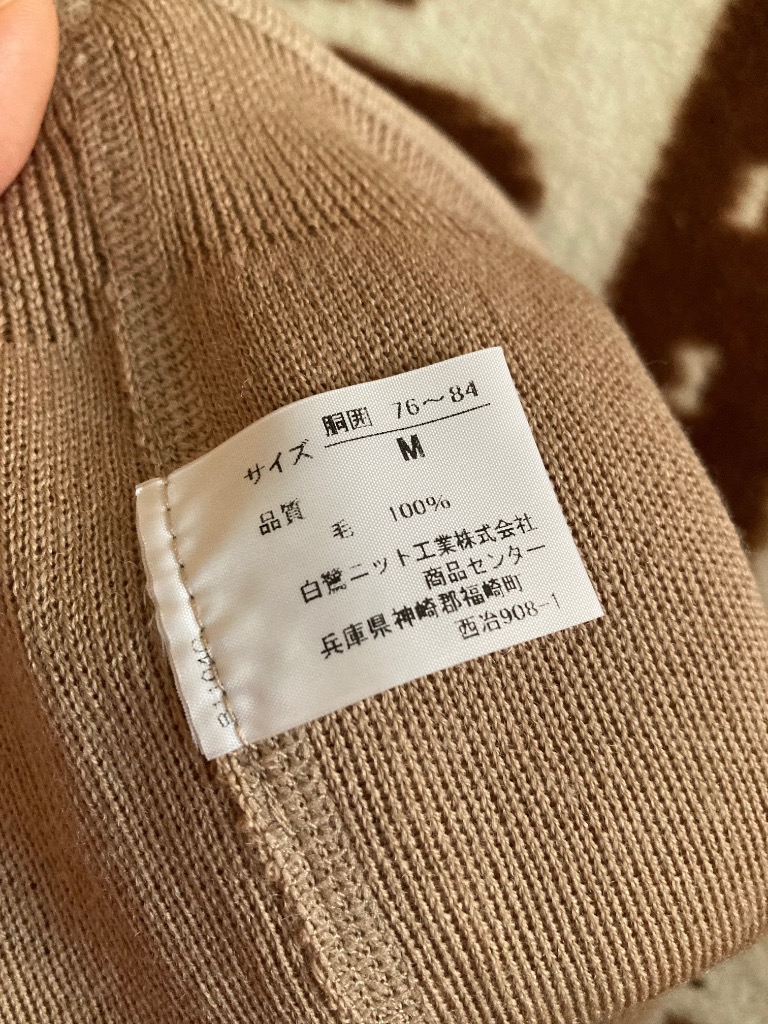 サイズ 胴囲 76～84
M
品質
毛 100%
白鷺ニット工業株式会社
商品センター
兵庫県神崎郡福崎町
西治908-1